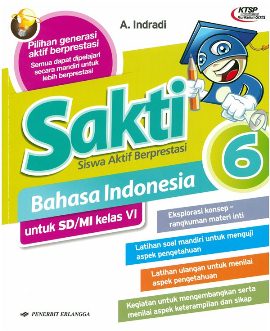 A. Indradi
KTSP
Pilihan generasi
aktif berprestasi
Semua dapat dipelajari
secara mandiri untuk
lebih berprestasi
Sakti
Siswa Aktif Berprestasi
6
Bahasa Indonesia
untuk SD/MI kelas VI
Eksplorasi konsep –
rangkuman materi inti
Latihan soal mandiri untuk menguji
aspek pengetahuan
Latihan ulangan untuk menilai
aspek pengetahuan
Kegiatan untuk mengembangkan serta
menilai aspek keterampilan dan sikap
PENERBIT ERLANGGA